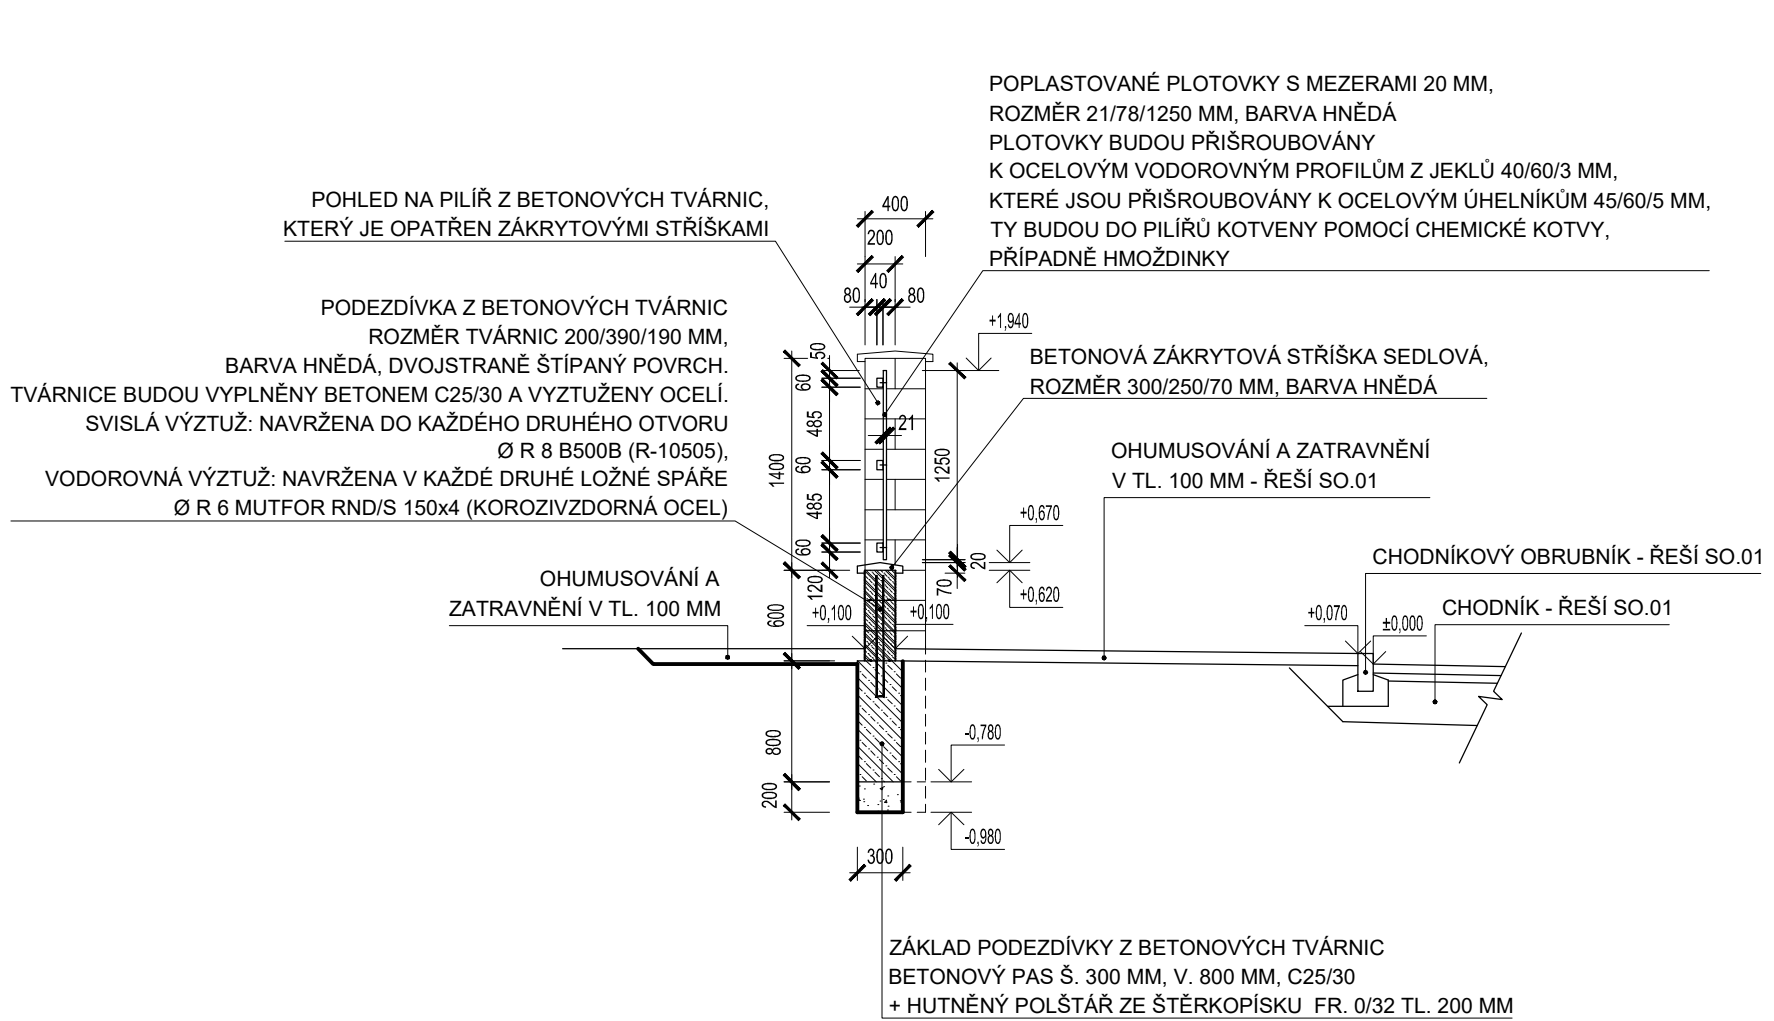 POPLASTOVANÉ PLOTOVKY S MEZERAMI 20 MM,
ROZMĚR 21/78/1250 MM, BARVA HNĚDÁ
PLOTOVKY BUDOU PŘIŠROUBOVÁNY
K OCELOVÝM VODOROVNÝM PROFILŮM Z JEKLŮ 40/60/3 MM,
KTERÉ JSOU PŘIŠROUBOVÁNY K OCELOVÝM ÚHELNÍKŮM 45/60/5 MM,
TY BUDOU DO PILÍŘŮ KOTVENY POMOCÍ CHEMICKÉ KOTVY,
PŘÍPADNĚ HMOŽDINKY
POHLED NA PILÍŘ Z BETONOVÝCH TVÁRNIC,
KTERÝ JE OPATŘEN ZÁKRYTOVÝMI STŘÍŠKAMI
PODEZDÍVKA Z BETONOVÝCH TVÁRNIC
ROZMĚR TVÁRNIC 200/390/190 MM,
BARVA HNĚDÁ, DVOJSTRANĚ ŠTÍPANÝ POVRCH.
TVÁRNICE BUDOU VYPLNĚNY BETONEM C25/30 A VYZTUŽENY OCELÍ.
SVISLÁ VÝZTUŽ: NAVRŽENA DO KAŽDÉHO DRUHÉHO OTVORU
Ø R 8 B500B (R-10505),
VODOROVNÁ VÝZTUŽ: NAVRŽENA V KAŽDÉ DRUHÉ LOŽNÉ SPÁŘE
Ø R 6 MUTFOR RND/S 150x4 (KOROZIVZDORNÁ OCEL)
OHUMUSOVÁNÍ A
ZATRAVNĚNÍ V TL. 100 MM
400
200
40
80
80
+1,940
50
60
485
60
485
60
120
1400
600
800
200
21
1250
20
70
+0,670
+0,620
+0,100
+0,100
-0,780
-0,980
300
BETONOVÁ ZÁKRYTOVÁ STŘÍŠKA SEDLOVÁ,
ROZMĚR 300/250/70 MM, BARVA HNĚDÁ
OHUMUSOVÁNÍ A ZATRAVNĚNÍ
V TL. 100 MM - ŘEŠÍ SO.01
CHODNÍKOVÝ OBRUBNÍK - ŘEŠÍ SO.01
CHODNÍK - ŘEŠÍ SO.01
+0,070
±0,000
ZÁKLAD PODEZDÍVKY Z BETONOVÝCH TVÁRNIC
BETONOVÝ PAS Š. 300 MM, V. 800 MM, C25/30
+ HUTNĚNÝ POLŠTÁŘ ZE ŠTĚRKOPÍSKU FR. 0/32 TL. 200 MM